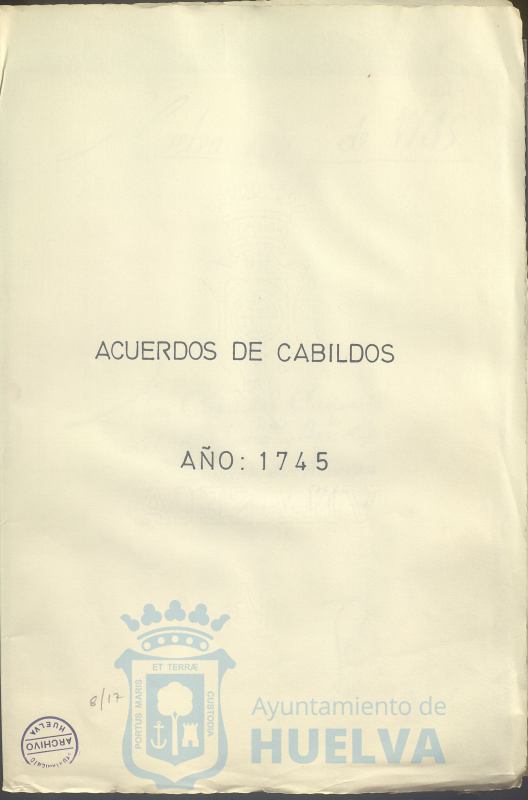 ACUERDOS DE CABILDOS
AÑO: 1745
8/17
ET TERRÆ
PORTUS MARIS
CUSTODIA
Ayuntamiento de
HUELVA
ARCHIVO
HUELVA